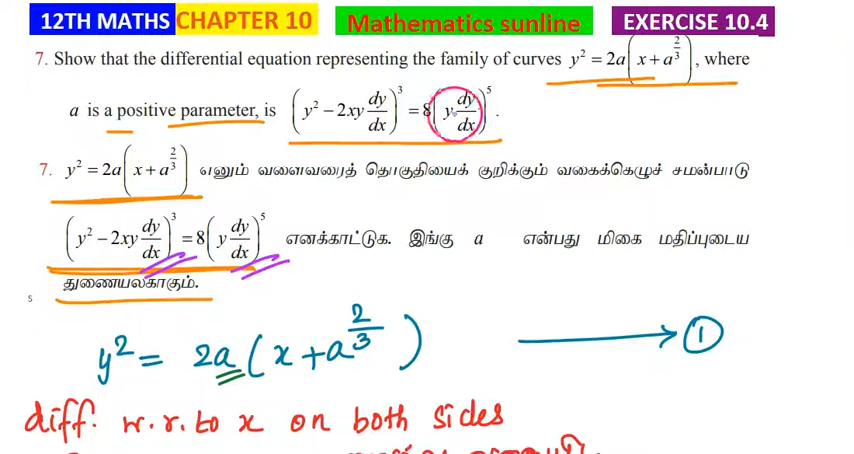 12TH MATHS CHAPTER 10 Mathematics sunline EXERCISE 10.4
7. Show that the differential equation representing the family of curves y² = 2a(x + a^(2/3)), where
a is a positive parameter, is (y² − 2xy dy/dx)³ = 8(y dy/dx)⁵.
7. y² = 2a(x + a^(2/3)) எனும் வளைவரைத் தொகுதியைக் குறிக்கும் வகைக்கெழுச் சமன்பாடு
(y² − 2xy dy/dx)³ = 8(y dy/dx)⁵ எனக்காட்டுக. இங்கு a என்பது மிகை மதிப்புடைய
துணையலகாகும்.
s
y² = 2a(x + a^(2/3)) → ①
diff. w.r.to x on both sides